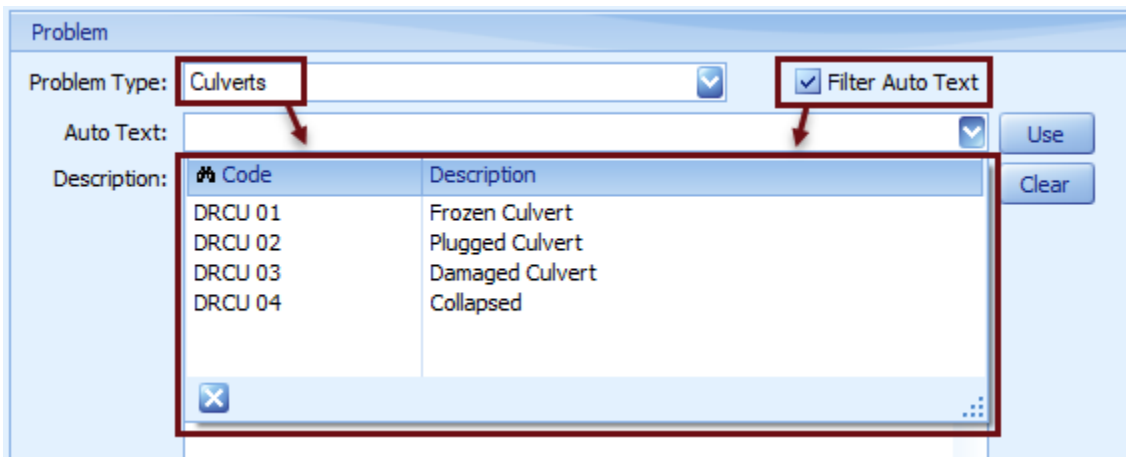 Problem
Problem Type: Culverts Filter Auto Text
Auto Text: Use
Description: Code Description Clear
DRCU 01 Frozen Culvert
DRCU 02 Plugged Culvert
DRCU 03 Damaged Culvert
DRCU 04 Collapsed